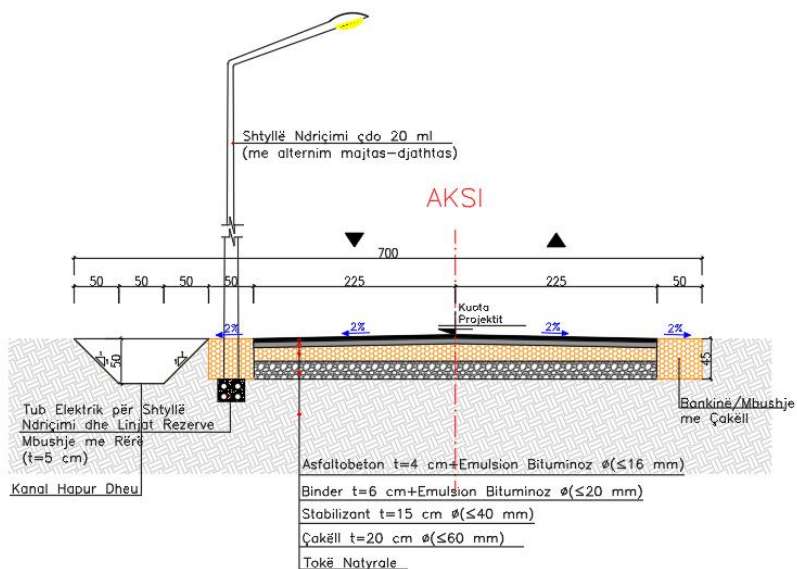 Shtyllë Ndriçimi çdo 20 ml
(me alternim majtas-djathtas)
AKSI
700
50 50 50 50 225 225 50
Kuota
Projektit
2% 2% 2% 2%
50
45
Tub Elektrik për Shtyllë
Ndriçimi dhe Linjat Rezerve
Mbushje me Rërë
(t=5 cm)
Kanal Hapur Dheu
Bankinë/Mbushje
me Çakëll
Asfaltobeton t=4 cm+Emulsion Bituminoz ø(≤16 mm)
Binder t=6 cm+Emulsion Bituminoz ø(≤20 mm)
Stabilizant t=15 cm ø(≤40 mm)
Çakëll t=20 cm ø(≤60 mm)
Tokë Natyrale